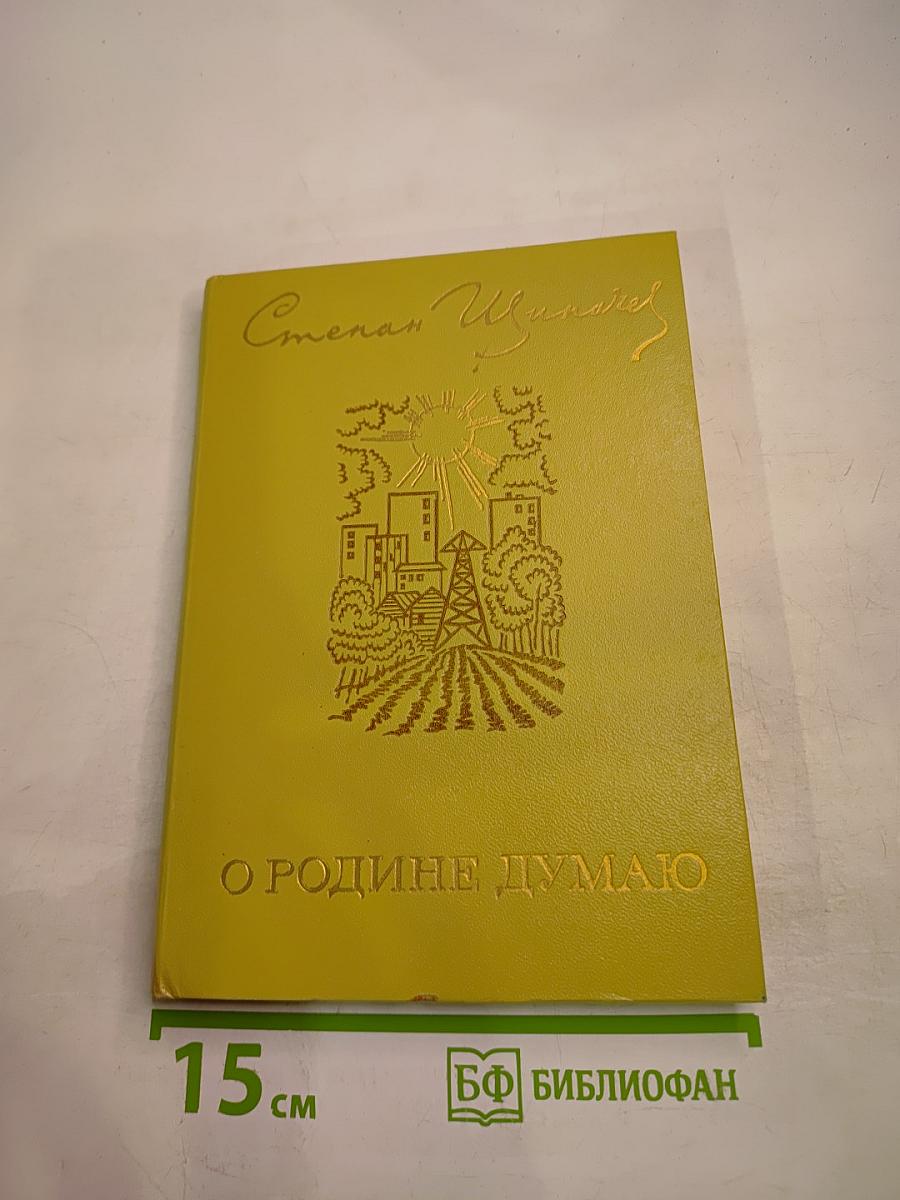 Степан Щипачев
О РОДИНЕ ДУМАЮ
15 см
БФ БИБЛИОФАН